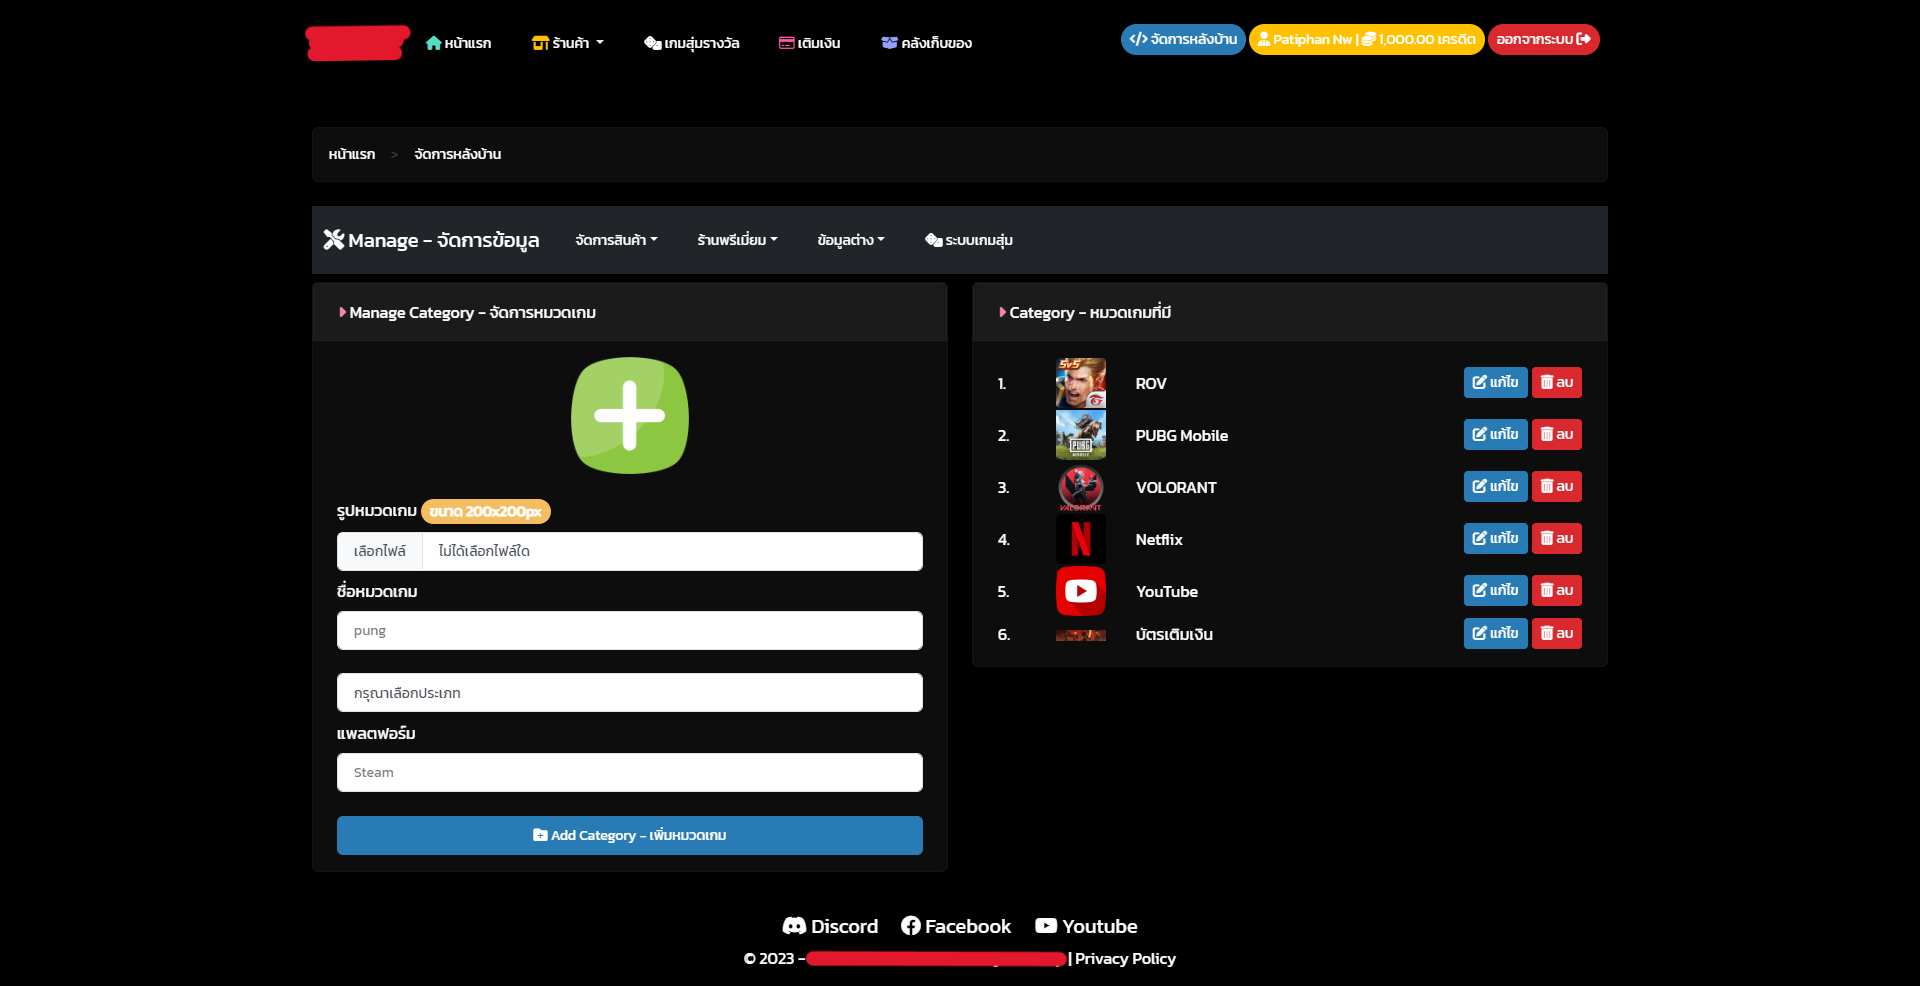 หน้าแรก
ร้านค้า
เกมสุ่มรางวัล
เติมเงิน
คลังเก็บของ
จัดการหลังบ้าน
Patiphan Nw | 1,000.00 เครดิต
ออกจากระบบ
หน้าแรก > จัดการหลังบ้าน
Manage - จัดการข้อมูล
จัดการสินค้า
ร้านพรีเมี่ยม
ข้อมูลต่าง
ระบบเกมสุ่ม
Manage Category - จัดการหมวดเกม
รูปหมวดเกม ขนาด 200x200px
เลือกไฟล์ ไม่ได้เลือกไฟล์ใด
ชื่อหมวดเกม
pung
กรุณาเลือกประเภท
แพลตฟอร์ม
Steam
Add Category - เพิ่มหมวดเกม
Category - หมวดเกมที่มี
1. 5v5 ROV แก้ไข ลบ
2. PUBG MOBILE PUBG Mobile แก้ไข ลบ
3. VALORANT VOLORANT แก้ไข ลบ
4. N Netflix แก้ไข ลบ
5. YouTube แก้ไข ลบ
6. บัตรเติมเงิน แก้ไข ลบ
Discord Facebook Youtube
© 2023 - | Privacy Policy